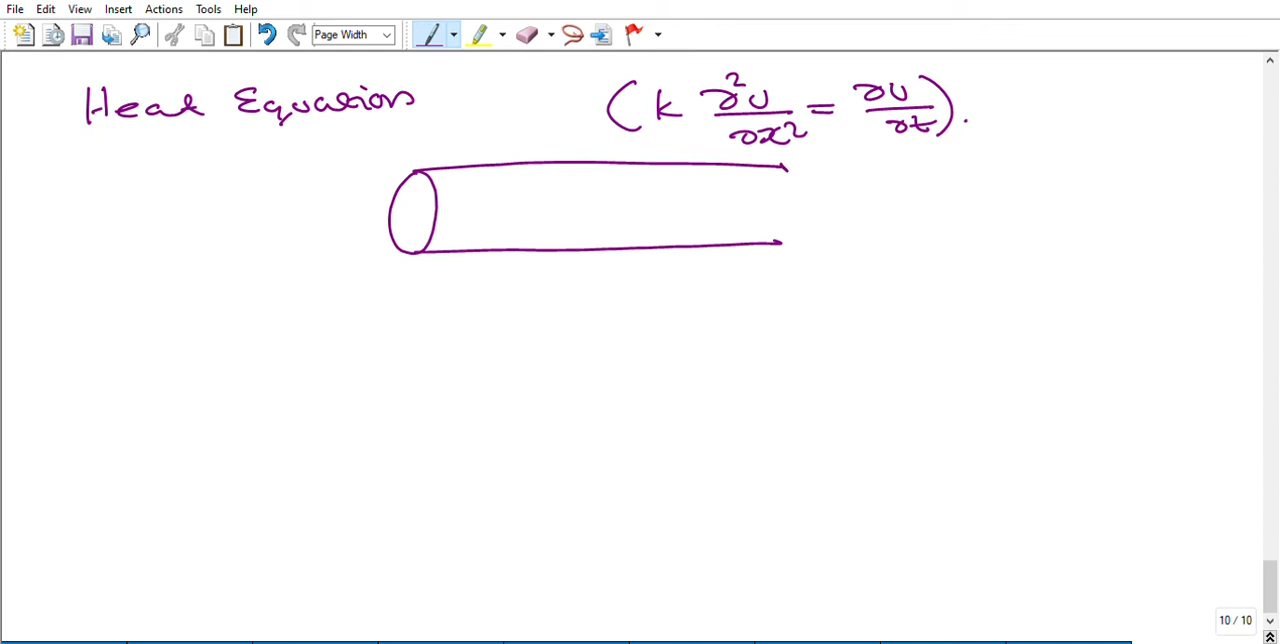 File Edit View Insert Actions Tools Help
Page Width
Heat Equation (k ∂²U/∂x² = ∂U/∂t).
10 / 10